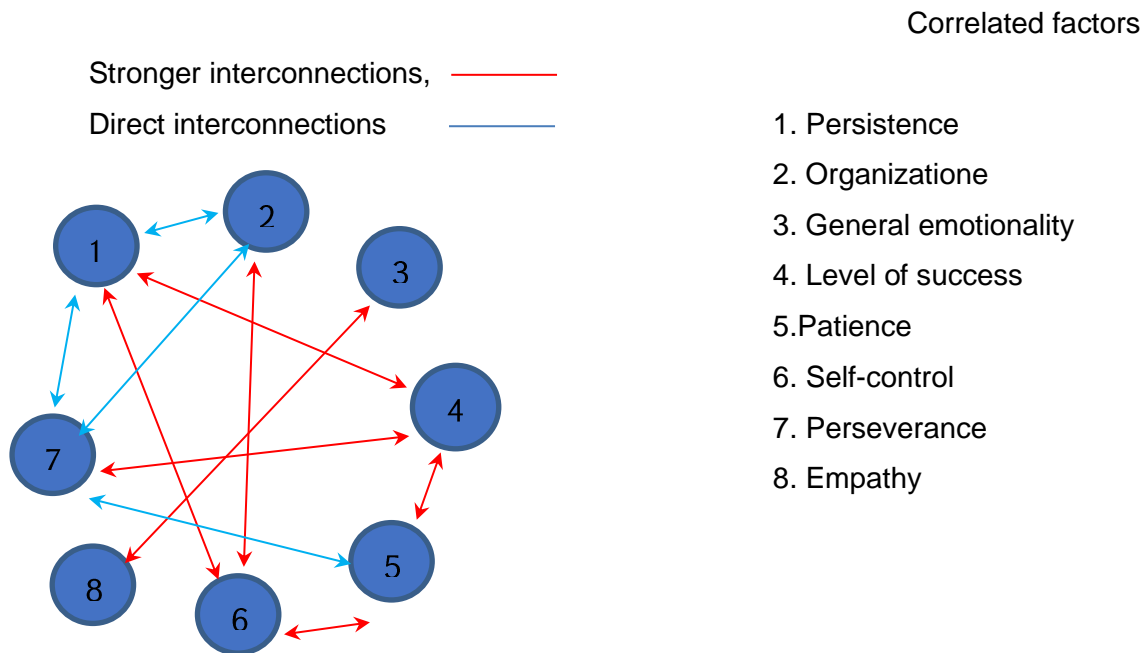 Correlated factors
Stronger interconnections,
Direct interconnections
1. Persistence
2. Organizatione
3. General emotionality
4. Level of success
5.Patience
6. Self-control
7. Perseverance
8. Empathy
2
1
3
4
7
5
8
6